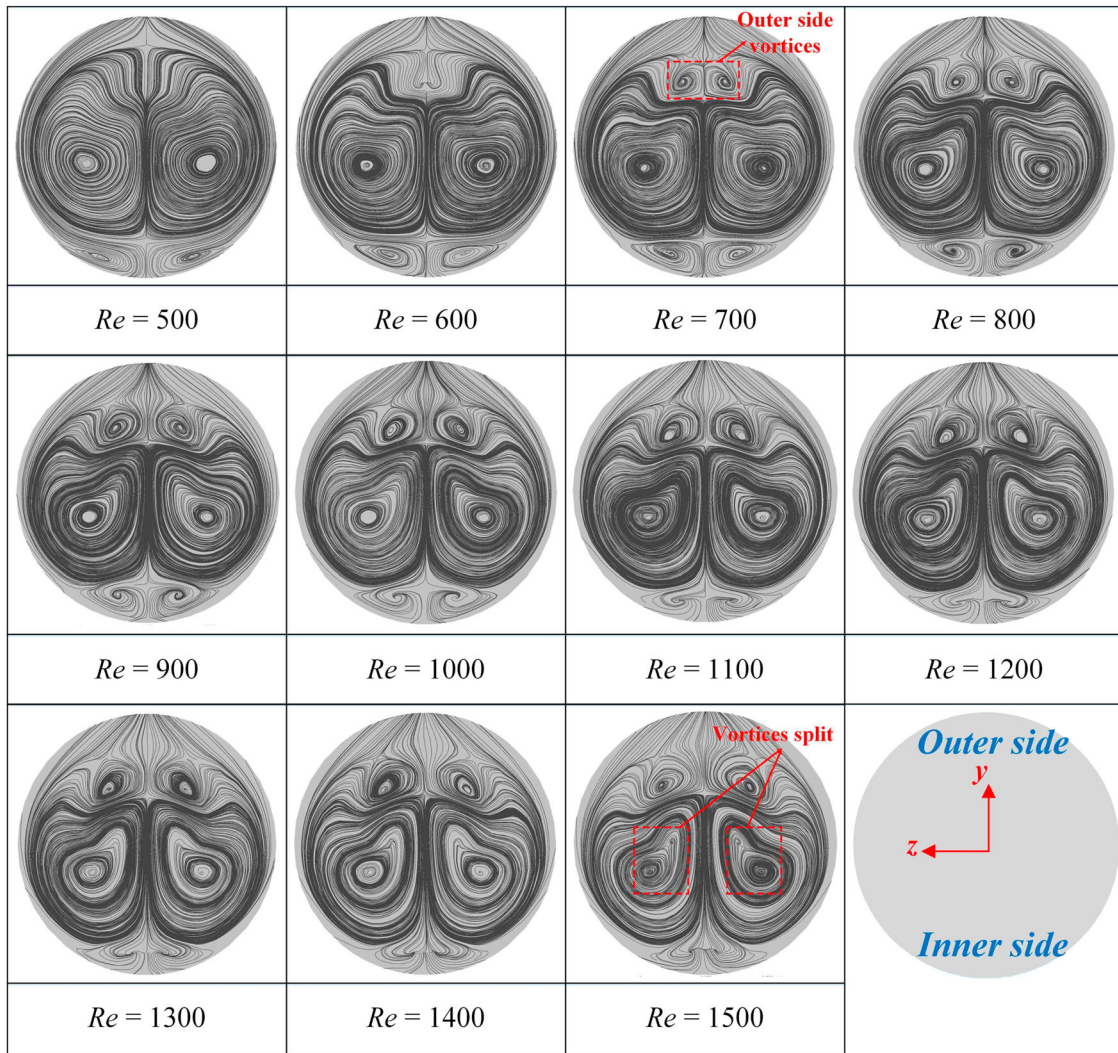 Outer side
vortices
Re = 500
Re = 600
Re = 700
Re = 800
Re = 900
Re = 1000
Re = 1100
Re = 1200
Vortices split
Outer side
y
z
Inner side
Re = 1300
Re = 1400
Re = 1500